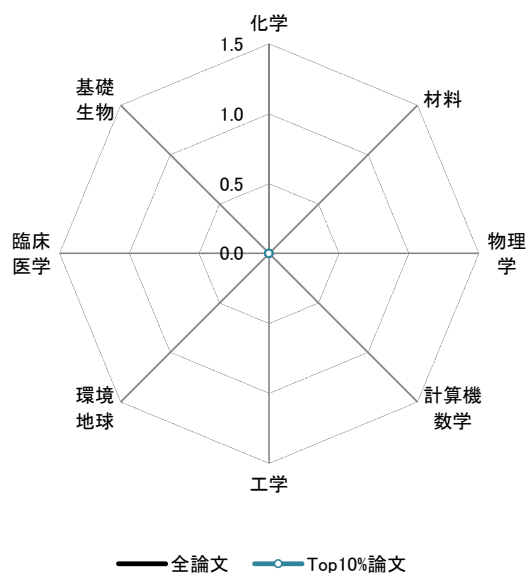 化学
1.5
基礎
生物
材料
1.0
0.5
臨床
医学
0.0
物理
学
環境
地球
計算機
数学
工学
全論文 Top10%論文